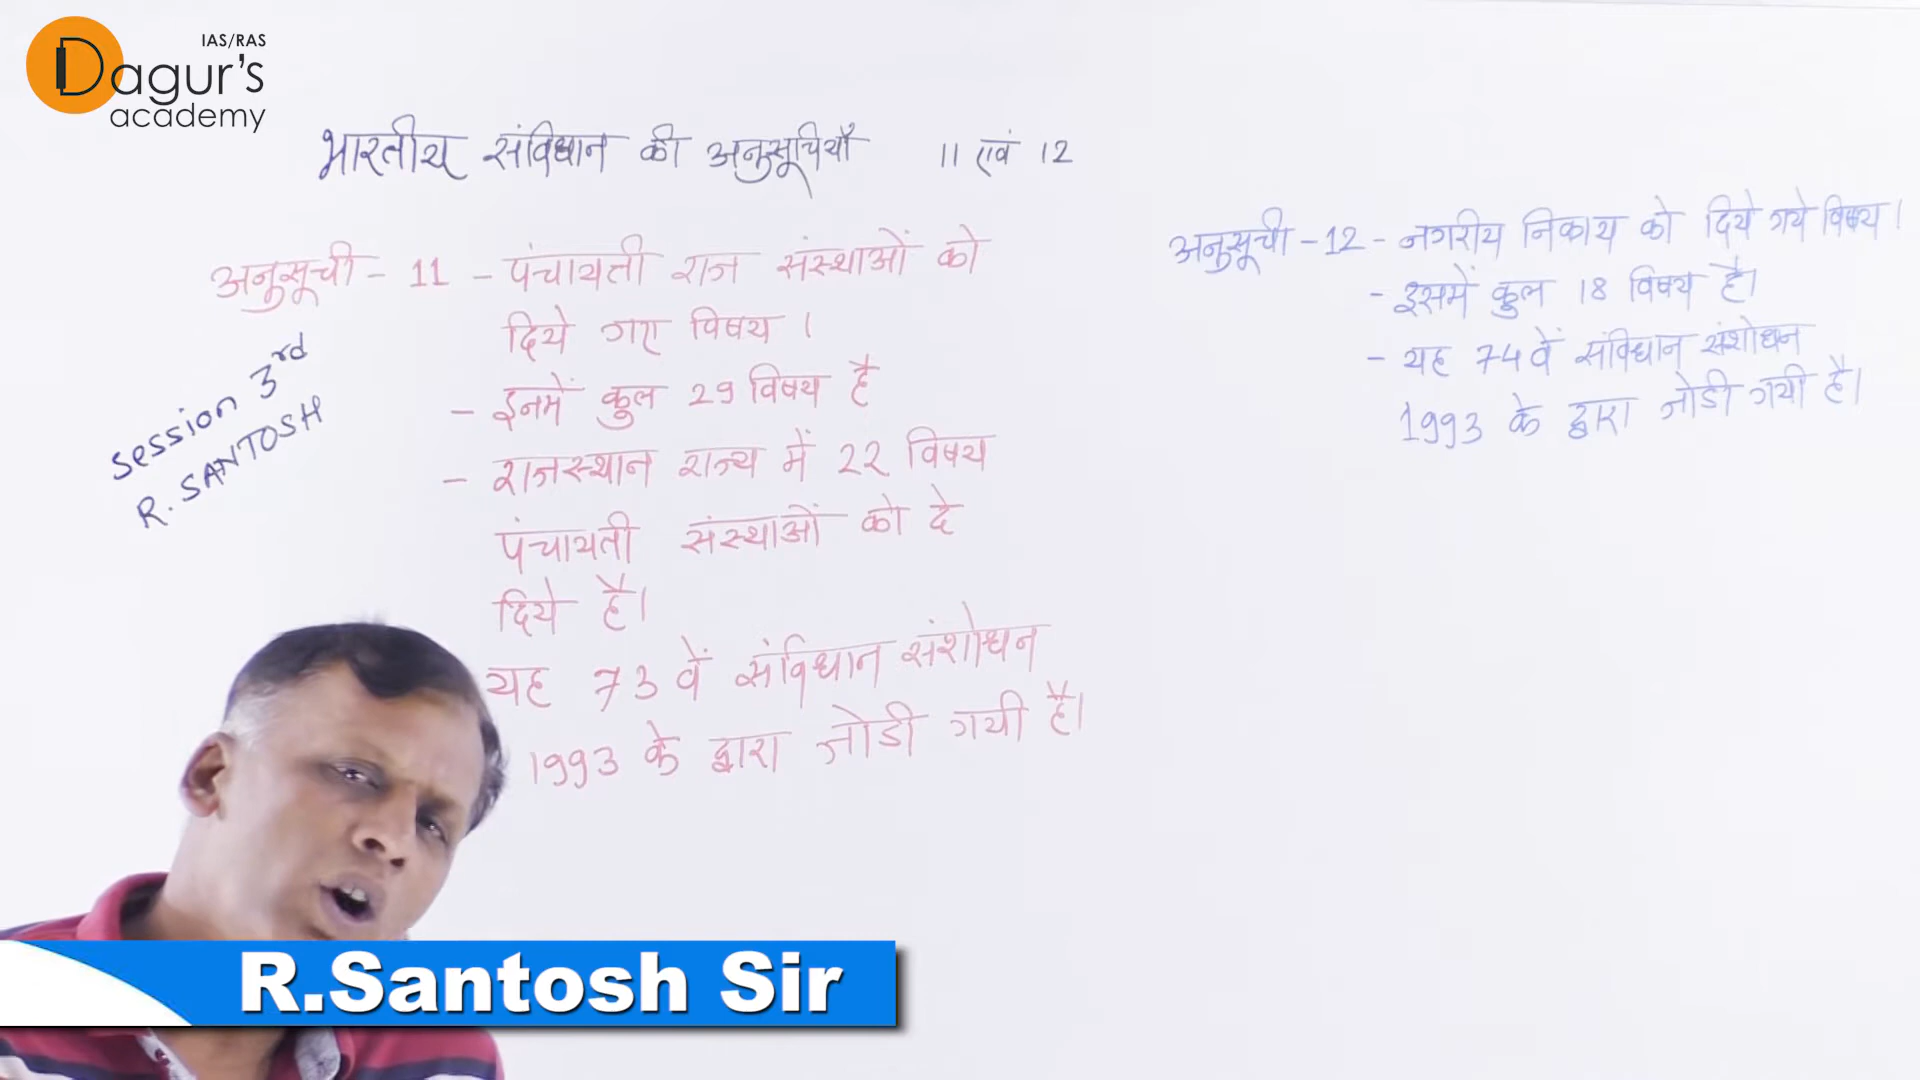 IAS/RAS
Dagur's
academy
भारतीय संविधान की अनुसूचियाँ 11 एवं 12
अनुसूची - 11 - पंचायती राज संस्थाओं को
दिये गए विषय ।
- इनमें कुल 29 विषय है
- राजस्थान राज्य में 22 विषय
पंचायती संस्थाओं को दे
दिये है।
यह 73 वें संविधान संशोधन
1993 के द्वारा जोडी गयी है।
अनुसूची - 12 - नगरीय निकाय को दिये गये विषय ।
- इसमें कुल 18 विषय है।
- यह 74 वें संविधान संशोधन
1993 के द्वारा जोडी गयी है।
Session 3rd
R. SANTOSH
R.Santosh Sir